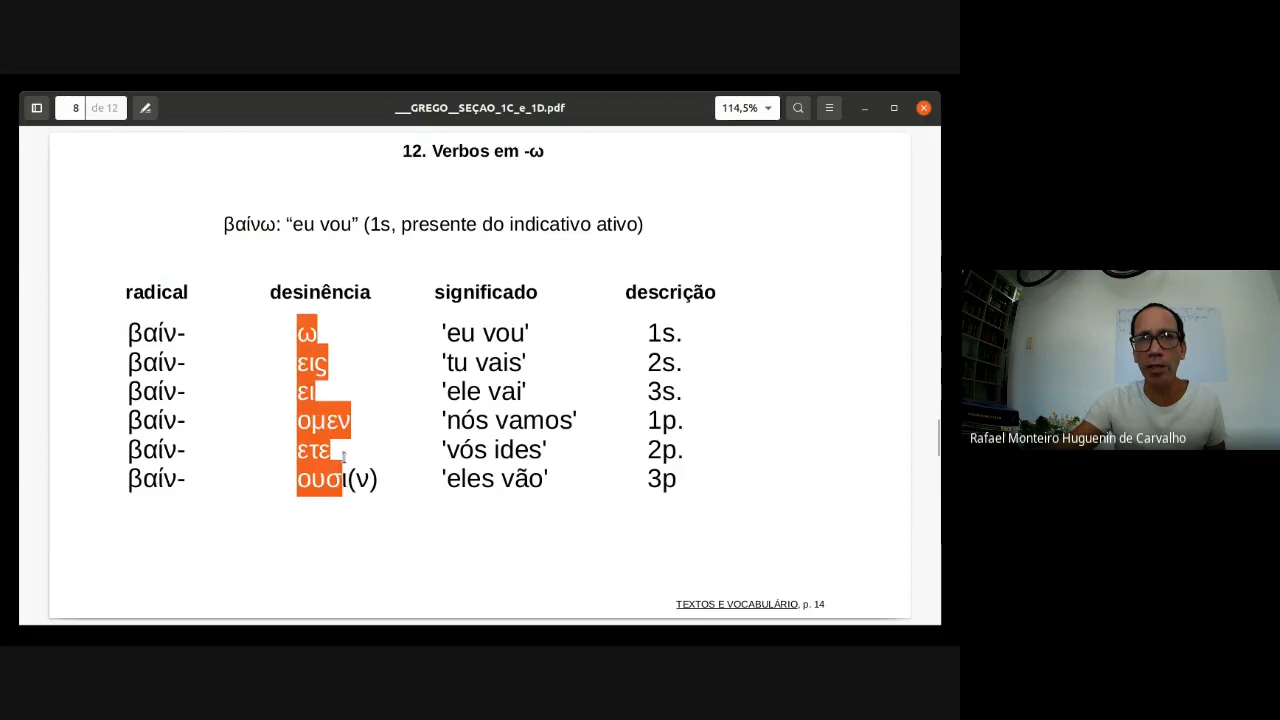 8 de 12 ___GREGO__SEÇAO_1C_e_1D.pdf 114,5%
12. Verbos em -ω
βαίνω: “eu vou” (1s, presente do indicativo ativo)
radical desinência significado descrição
βαίν- ω 'eu vou' 1s.
βαίν- εις 'tu vais' 2s.
βαίν- ει 'ele vai' 3s.
βαίν- ομεν 'nós vamos' 1p.
βαίν- ετε 'vós ides' 2p.
βαίν- ουσι(ν) 'eles vão' 3p
TEXTOS E VOCABULÁRIO, p. 14
Rafael Monteiro Huguenin de Carvalho